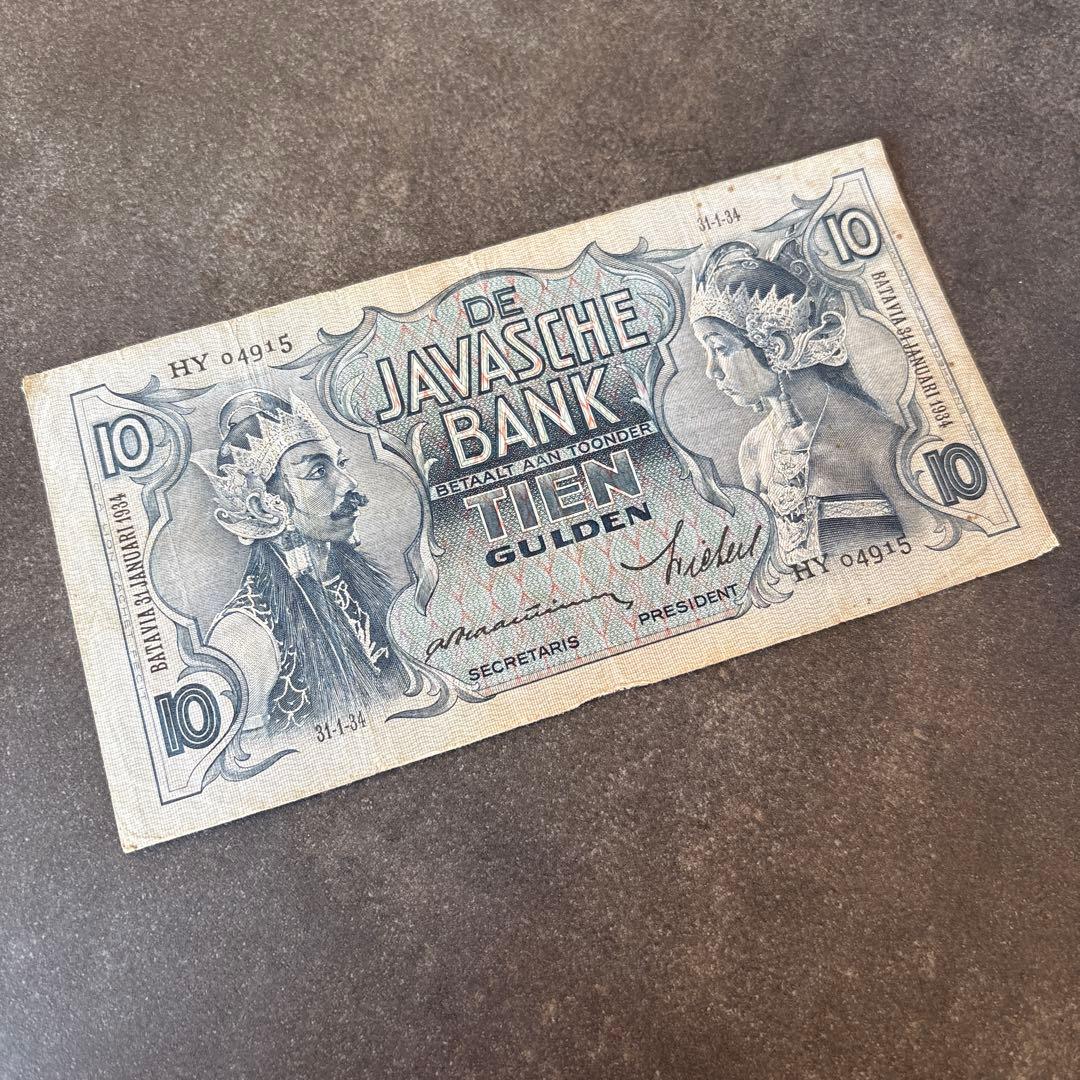 31-1-34
10
HY 04915
DE
JAVASCHE
BANK
BETAALT AAN TOONDER
TIEN
GULDEN
10
BATAVIA 31 JANUARI 1934
BATAVIA 31 JANUARI 1934
10
10
HY 04915
SECRETARIS
PRESIDENT
31-1-34